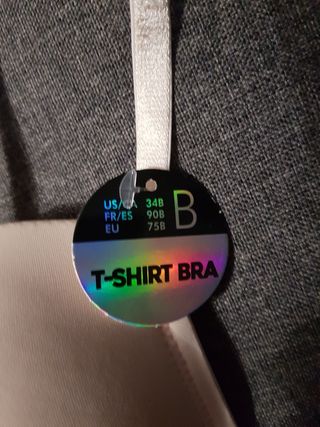 US/CA 34B
FR/ES 90B
EU 75B
B
T-SHIRT BRA